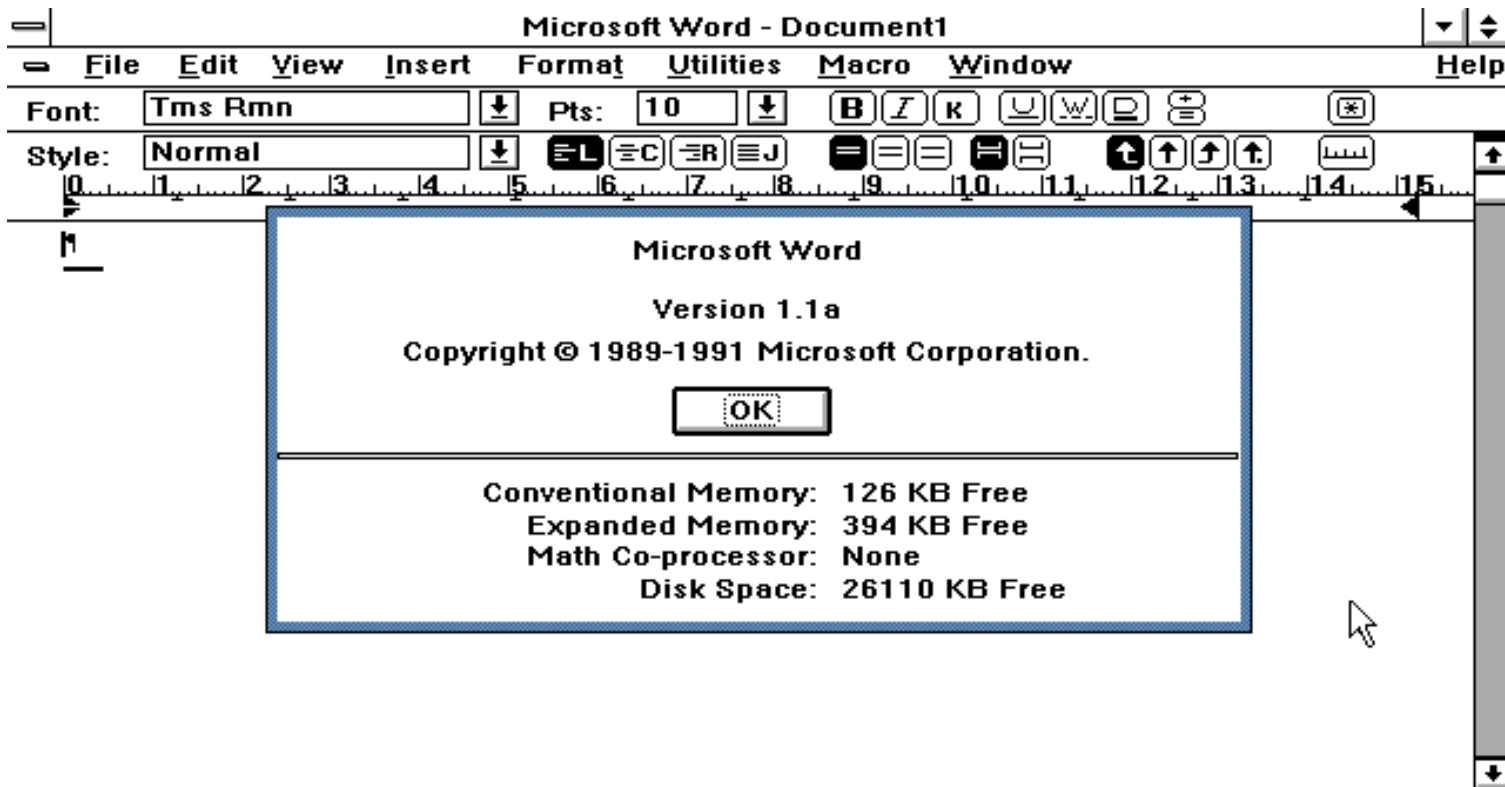 Microsoft Word - Document1
File Edit View Insert Format Utilities Macro Window Help
Font: Tms Rmn Pts: 10 B I K U W D
Style: Normal L C R J
0 1 2 3 4 5 6 7 8 9 10 11 12 13 14 15
Microsoft Word
Version 1.1a
Copyright © 1989-1991 Microsoft Corporation.
OK
Conventional Memory: 126 KB Free
Expanded Memory: 394 KB Free
Math Co-processor: None
Disk Space: 26110 KB Free